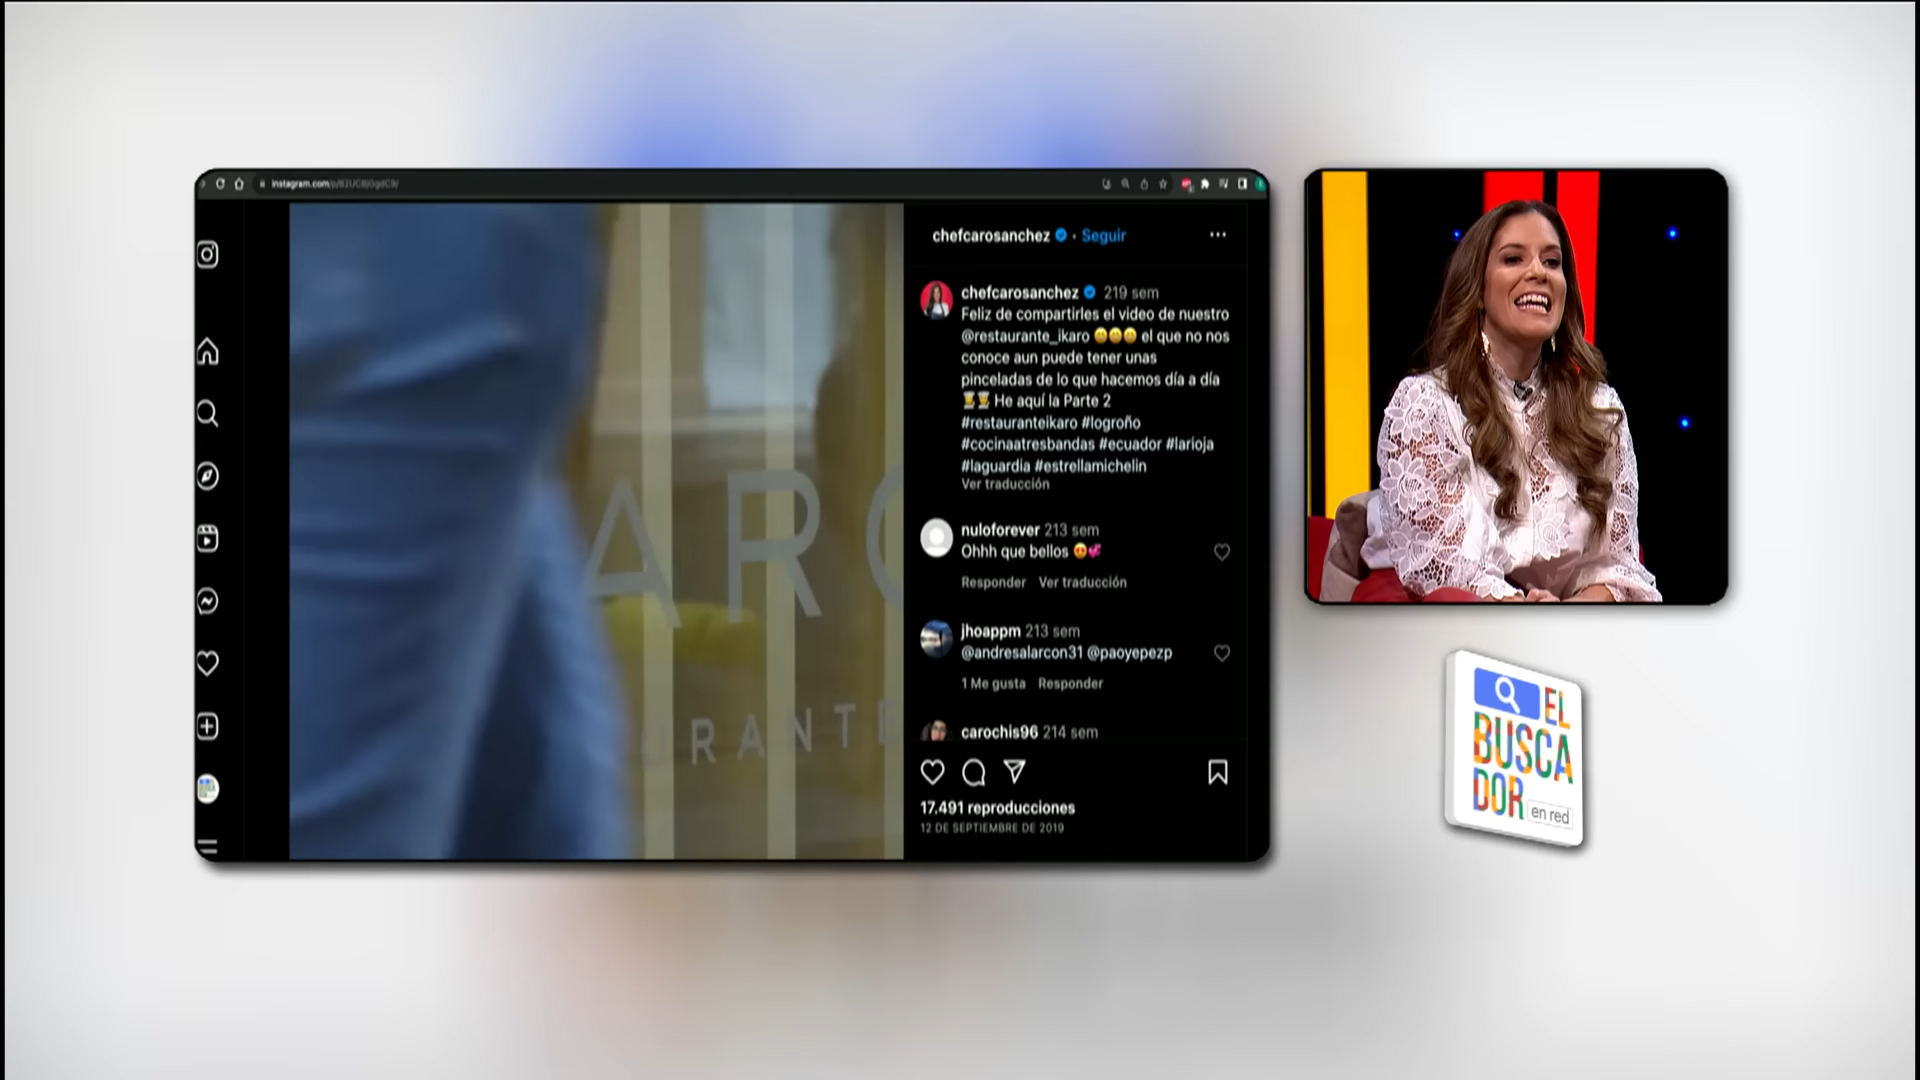 instagram.com
chefcarosanchez • Seguir
chefcarosanchez 219 sem
Feliz de compartirles el video de nuestro
@restaurante_ikaro 😀😀😀 el que no nos
conoce aun puede tener unas
pinceladas de lo que hacemos día a día
👩‍🍳👨‍🍳 He aquí la Parte 2
#restauranteikaro #logroño
#cocinaatresbandas #ecuador #larioja
#laguardia #estrellamichelin
Ver traducción
nuloforever 213 sem
Ohhh que bellos 😍💞
Responder Ver traducción
jhoappm 213 sem
@andresalarcon31 @paoyepezp
1 Me gusta Responder
carochis96 214 sem
17.491 reproducciones
12 DE SEPTIEMBRE DE 2019
ARO
URANTE
EL
BUSCA
DOR
en red